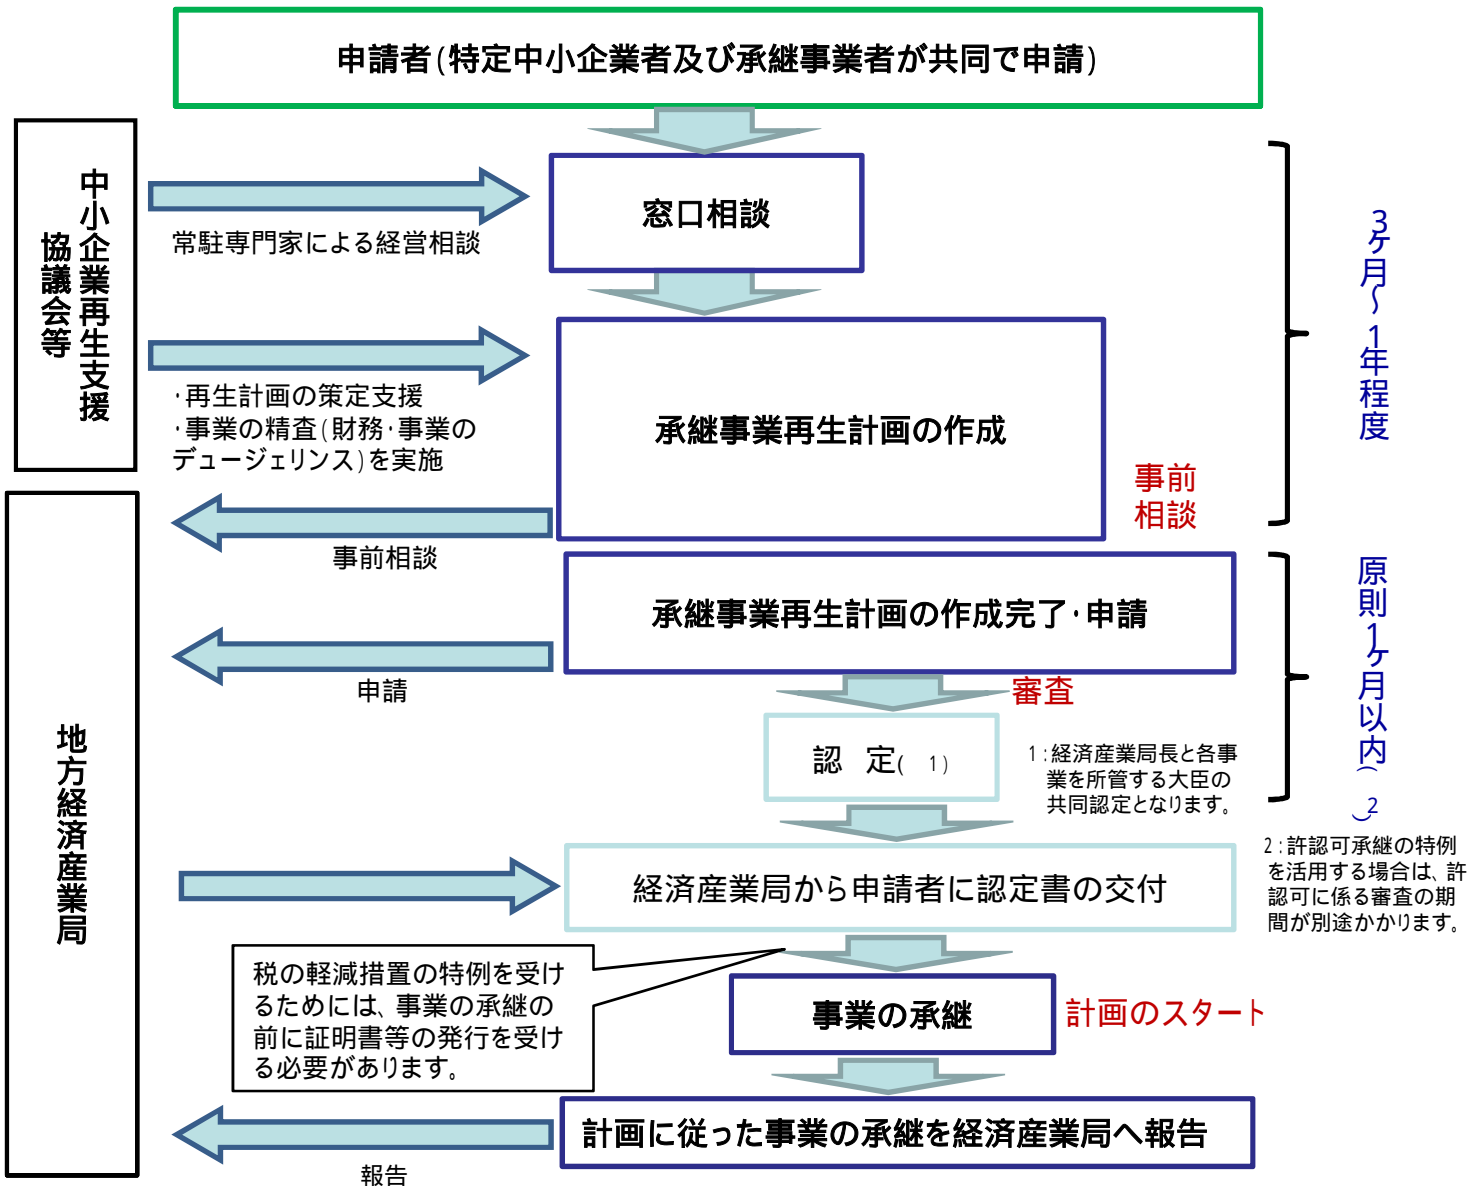 申請者(特定中小企業者及び承継事業者が共同で申請)
中小企業再生支援
協議会等
窓口相談
常駐専門家による経営相談
3ヶ月~1年程度
承継事業再生計画の作成
・再生計画の策定支援
・事業の精査(財務・事業の
デュージェリンス)を実施
事前
相談
事前相談
地方経済産業局
承継事業再生計画の作成完了・申請
申請
審査
原則1ヶ月以内( 2)
認 定( 1)
1:経済産業局長と各事
業を所管する大臣の
共同認定となります。
2:許認可承継の特例
を活用する場合は、許
認可に係る審査の期
間が別途かかります。
経済産業局から申請者に認定書の交付
税の軽減措置の特例を受け
るためには、事業の承継の
前に証明書等の発行を受け
る必要があります。
事業の承継
計画のスタート
計画に従った事業の承継を経済産業局へ報告
報告